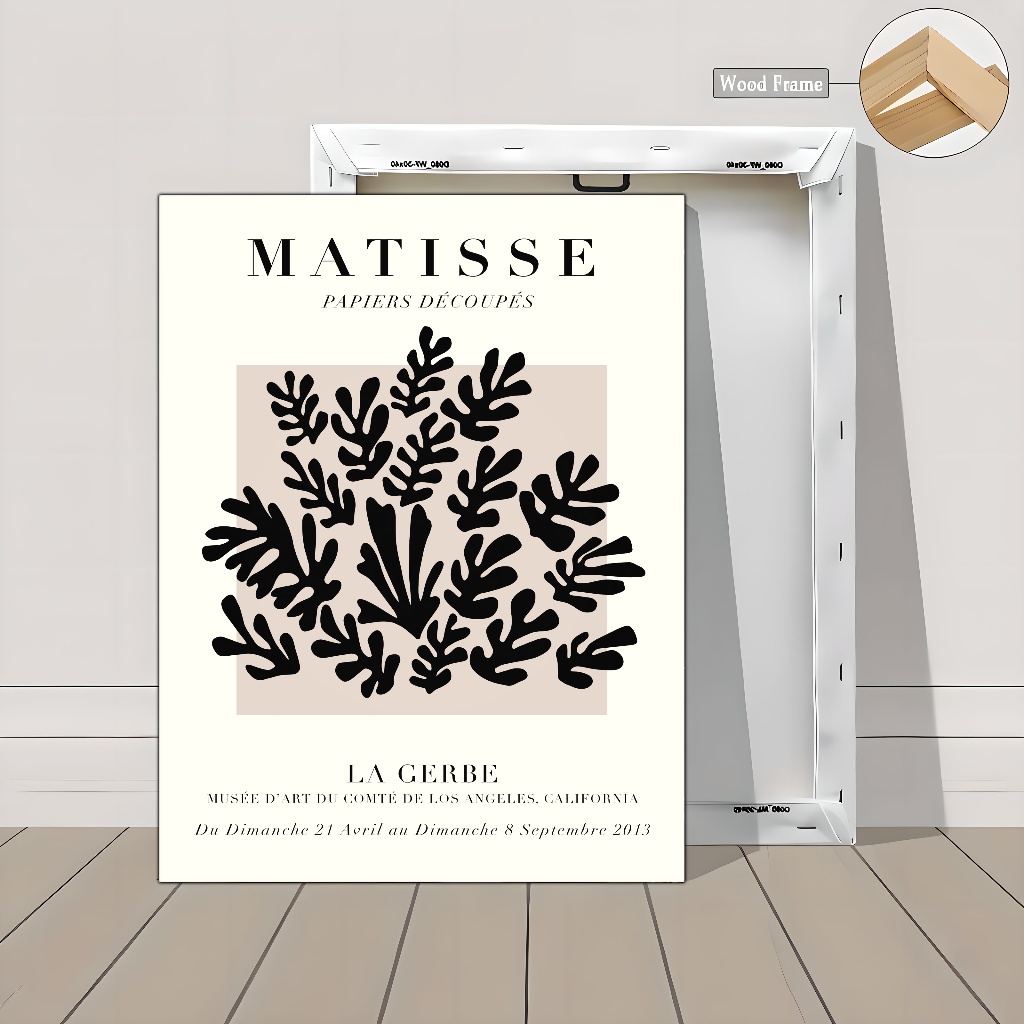 Wood Frame
MATISSE
PAPIERS DÉCOUPÉS
LA GERBE
MUSÉE D'ART DU COMTÉ DE LOS ANGELES, CALIFORNIA
Du Dimanche 21 Avril au Dimanche 8 Septembre 2013